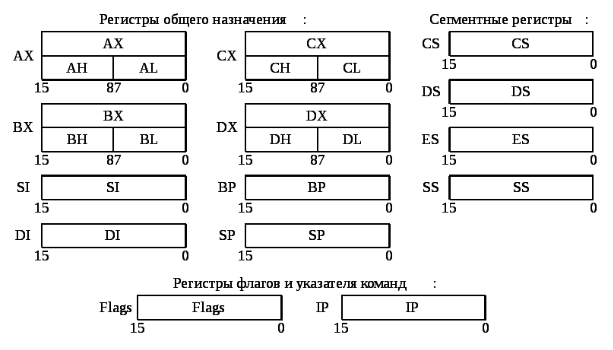 Регистры общего назначения :
Сегментные регистры :
AX AX CX CX CS CS
AH AL CH CL 15 0
15 87 0 15 87 0 DS DS
BX BX DX DX 15 0
BH BL DH DL ES ES
15 87 0 15 87 0 15 0
SI SI BP BP SS SS
15 0 15 0 15 0
DI DI SP SP
15 0 15 0
Регистры флагов и указателя команд :
Flags Flags IP IP
15 0 15 0